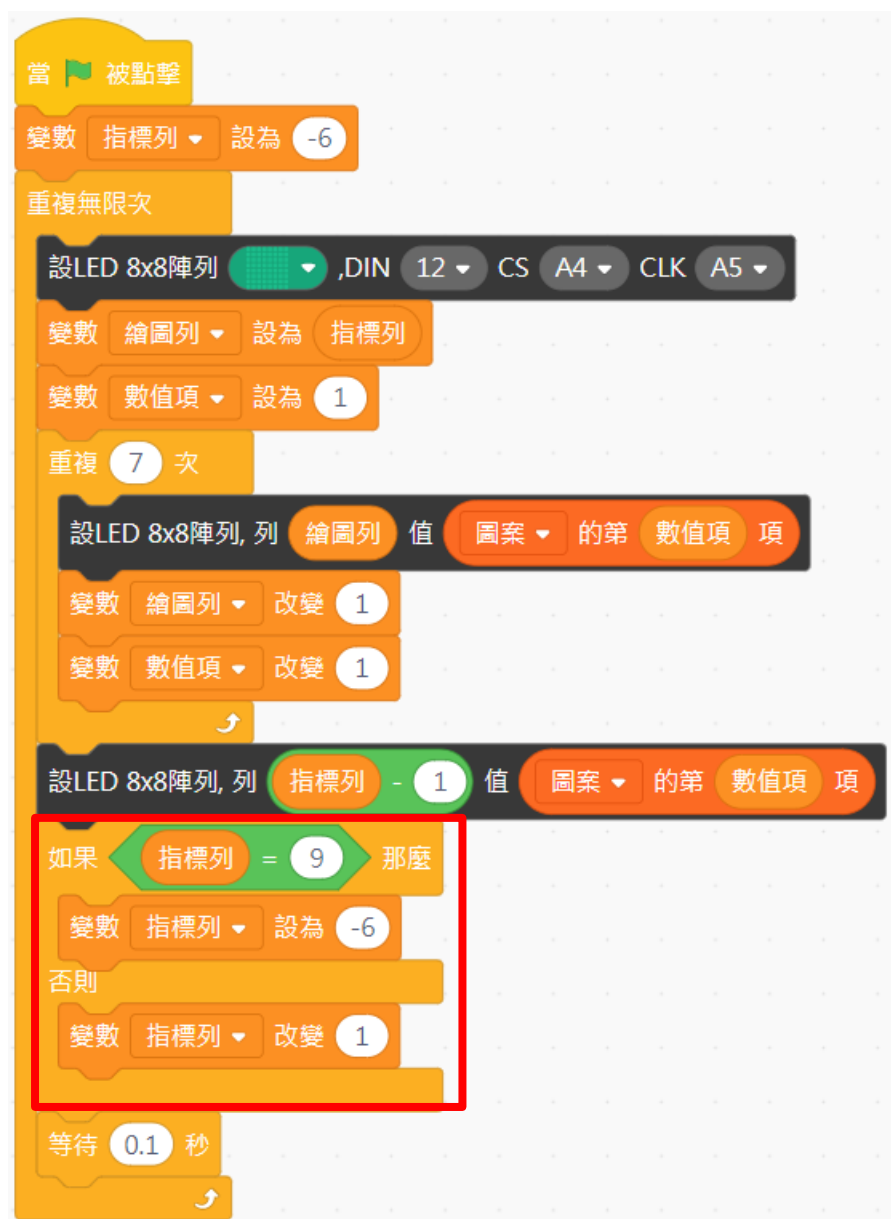 當 被點擊
變數 指標列 設為 -6
重複無限次
設LED 8x8陣列 ,DIN 12 CS A4 CLK A5
變數 繪圖列 設為 指標列
變數 數值項 設為 1
重複 7 次
設LED 8x8陣列, 列 繪圖列 值 圖案 的第 數值項 項
變數 繪圖列 改變 1
變數 數值項 改變 1
設LED 8x8陣列, 列 指標列 - 1 值 圖案 的第 數值項 項
如果 指標列 = 9 那麼
變數 指標列 設為 -6
否則
變數 指標列 改變 1
等待 0.1 秒